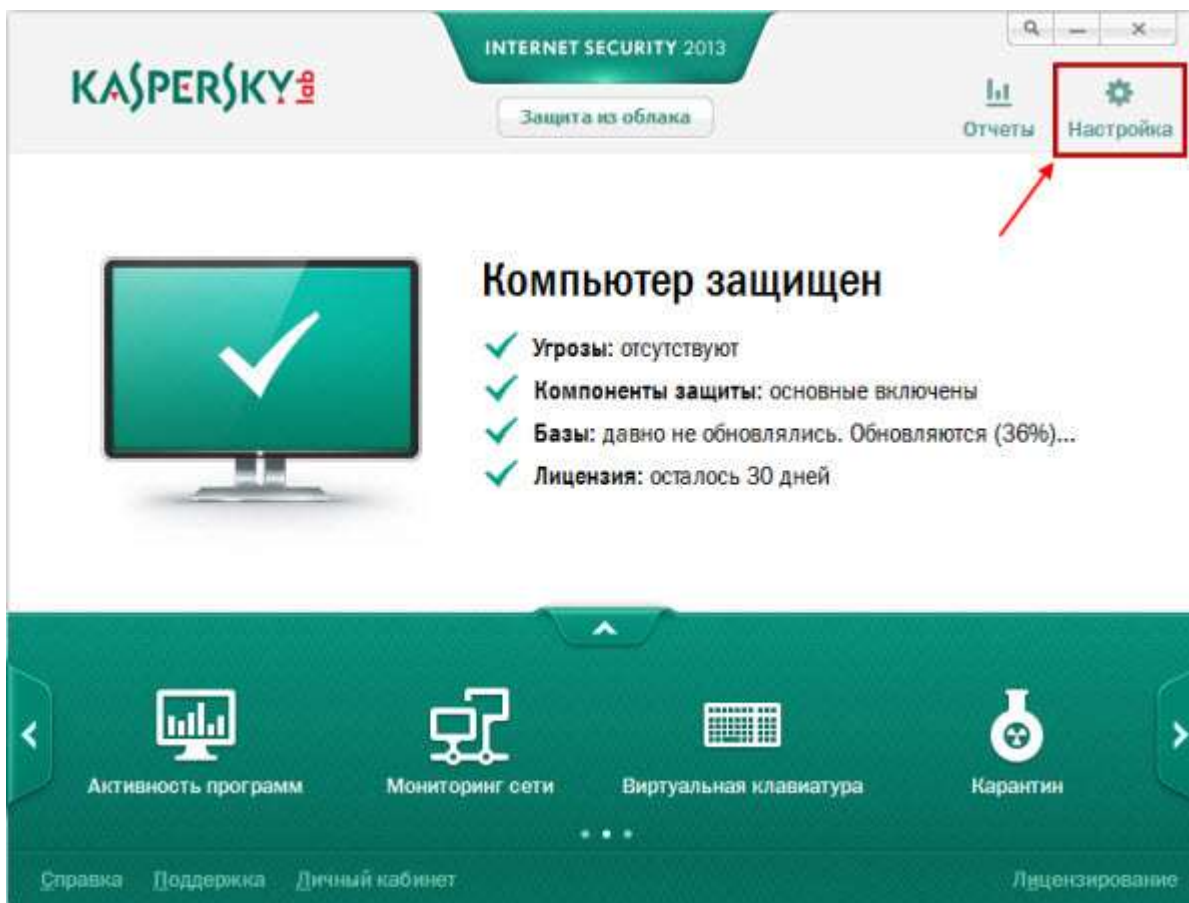 INTERNET SECURITY 2013
KASPERSKY lab
Защита из облака
Отчеты
Настройка
Компьютер защищен
Угрозы: отсутствуют
Компоненты защиты: основные включены
Базы: давно не обновлялись. Обновляются (36%)...
Лицензия: осталось 30 дней
Активность программ
Мониторинг сети
Виртуальная клавиатура
Карантин
Справка
Поддержка
Личный кабинет
Лицензирование